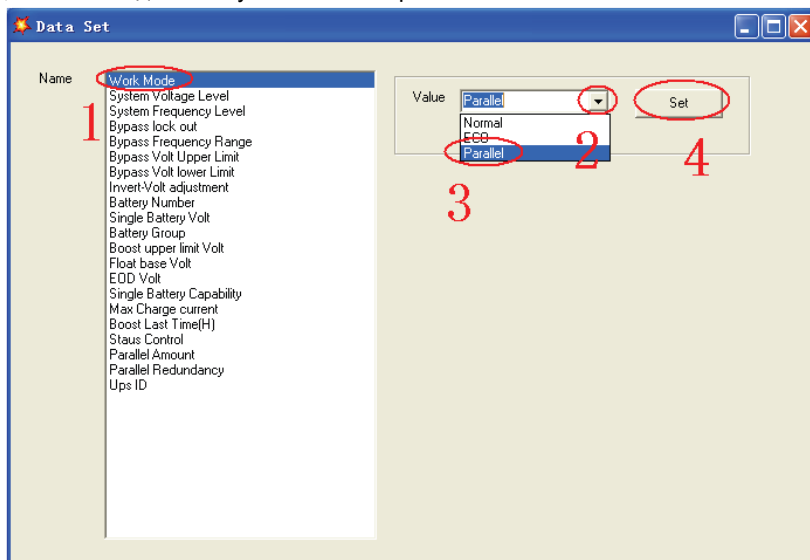 Data Set
Name
Work Mode
System Voltage Level
System Frequency Level
Bypass lock out
Bypass Frequency Range
Bypass Volt Upper Limit
Bypass Volt lower Limit
Invert-Volt adjustment
Battery Number
Single Battery Volt
Battery Group
Boost upper limit Volt
Float base Volt
EOD Volt
Single Battery Capability
Max Charge current
Boost Last Time(H)
Staus Control
Parallel Amount
Parallel Redundancy
Ups ID
1
Value
Parallel
Set
Normal
ECO
Parallel
2
3
4